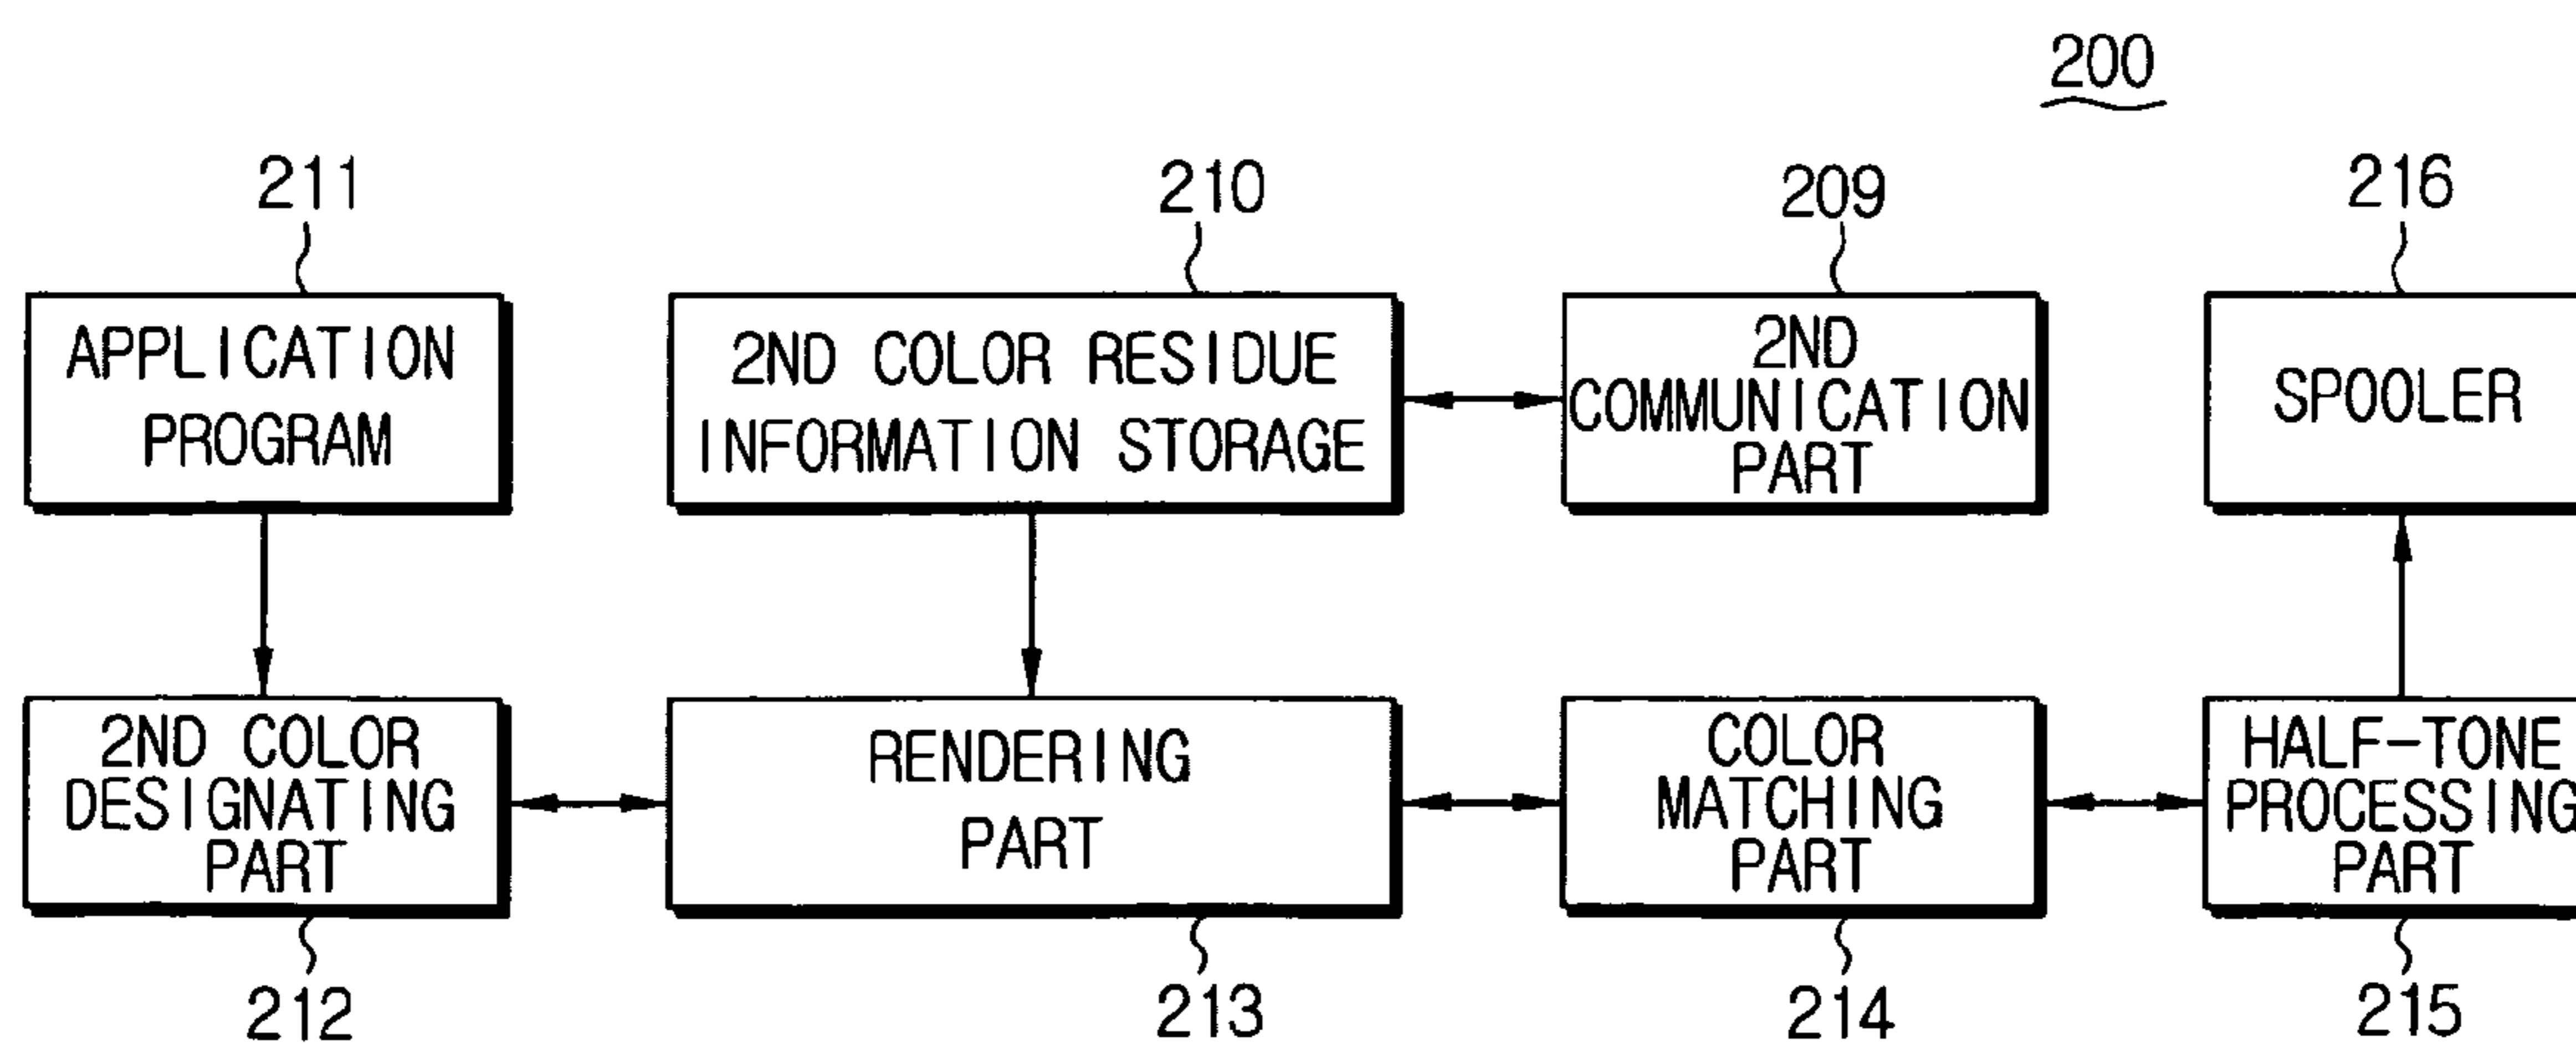 200
211
210
209
216
APPLICATION
PROGRAM
2ND COLOR RESIDUE
INFORMATION STORAGE
2ND
COMMUNICATION
PART
SPOOLER
2ND COLOR
DESIGNATING
PART
RENDERING
PART
COLOR
MATCHING
PART
HALF-TONE
PROCESSING
PART
212
213
214
215